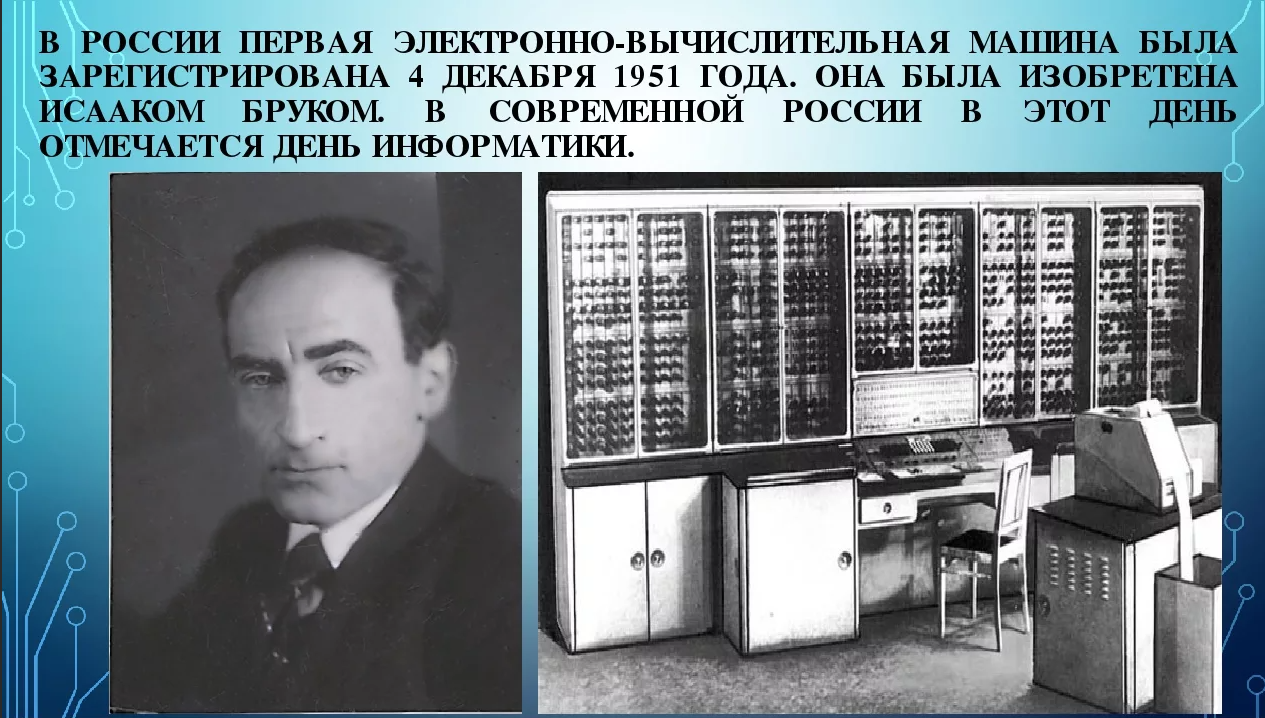 В РОССИИ ПЕРВАЯ ЭЛЕКТРОННО-ВЫЧИСЛИТЕЛЬНАЯ МАШИНА БЫЛА
ЗАРЕГИСТРИРОВАНА 4 ДЕКАБРЯ 1951 ГОДА. ОНА БЫЛА ИЗОБРЕТЕНА
ИСААКОМ БРУКОМ. В СОВРЕМЕННОЙ РОССИИ В ЭТОТ ДЕНЬ
ОТМЕЧАЕТСЯ ДЕНЬ ИНФОРМАТИКИ.